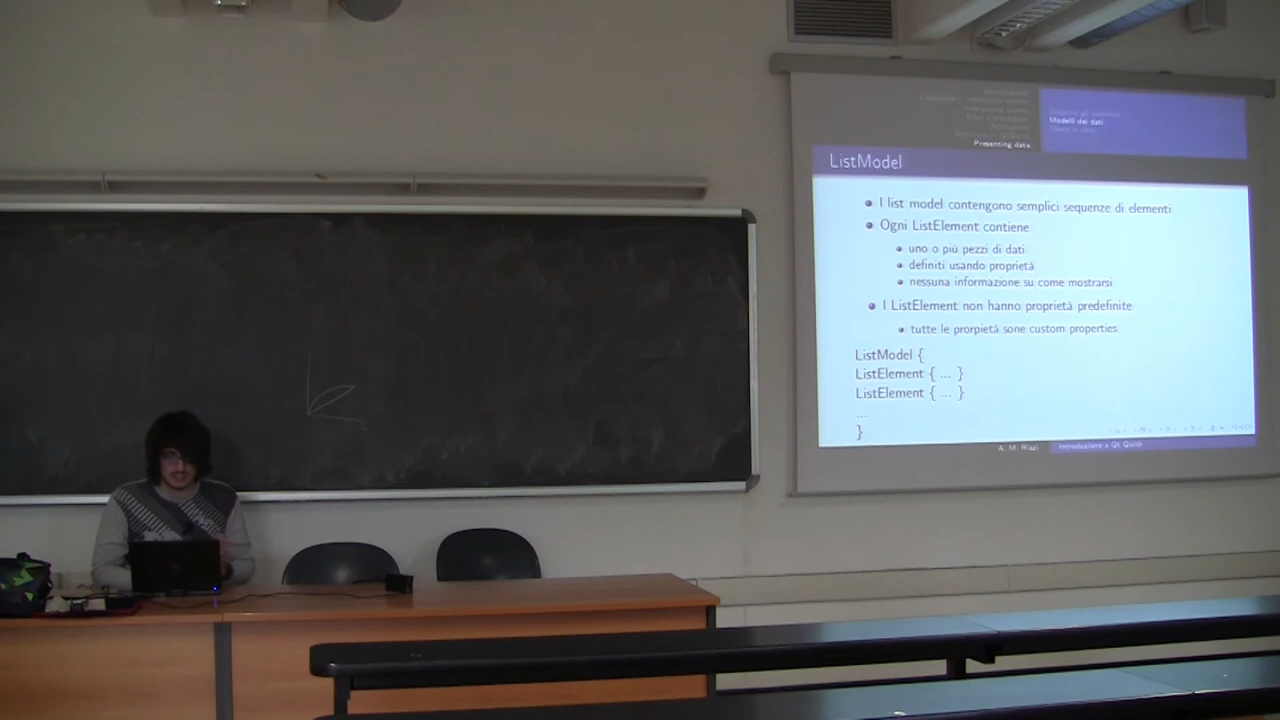 Introduzione
Modelli dei dati
Presenting data
ListModel
I list model contengono semplici sequenze di elementi
Ogni ListElement contiene
uno o più pezzi di dati
definiti usando proprietà
nessuna informazione su come mostrarsi
I ListElement non hanno proprietà predefinite
tutte le prorpietà sone custom properties
ListModel {
ListElement { ... }
ListElement { ... }
...
}
A. M. Rizzi
Introduzione a Qt Quick